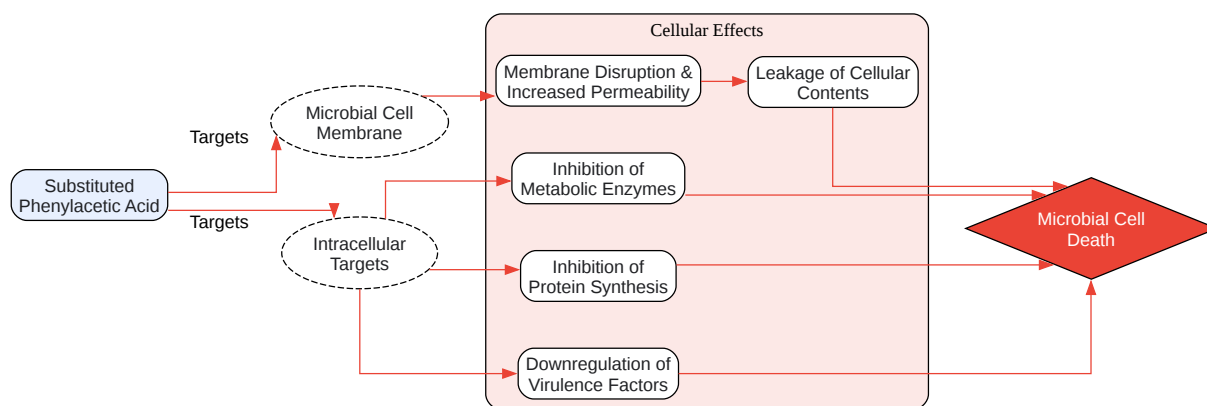 Cellular Effects
Membrane Disruption &
Increased Permeability
Leakage of Cellular
Contents
Microbial Cell
Membrane
Targets
Substituted
Phenylacetic Acid
Targets
Inhibition of
Metabolic Enzymes
Intracellular
Targets
Inhibition of
Protein Synthesis
Downregulation of
Virulence Factors
Microbial Cell
Death